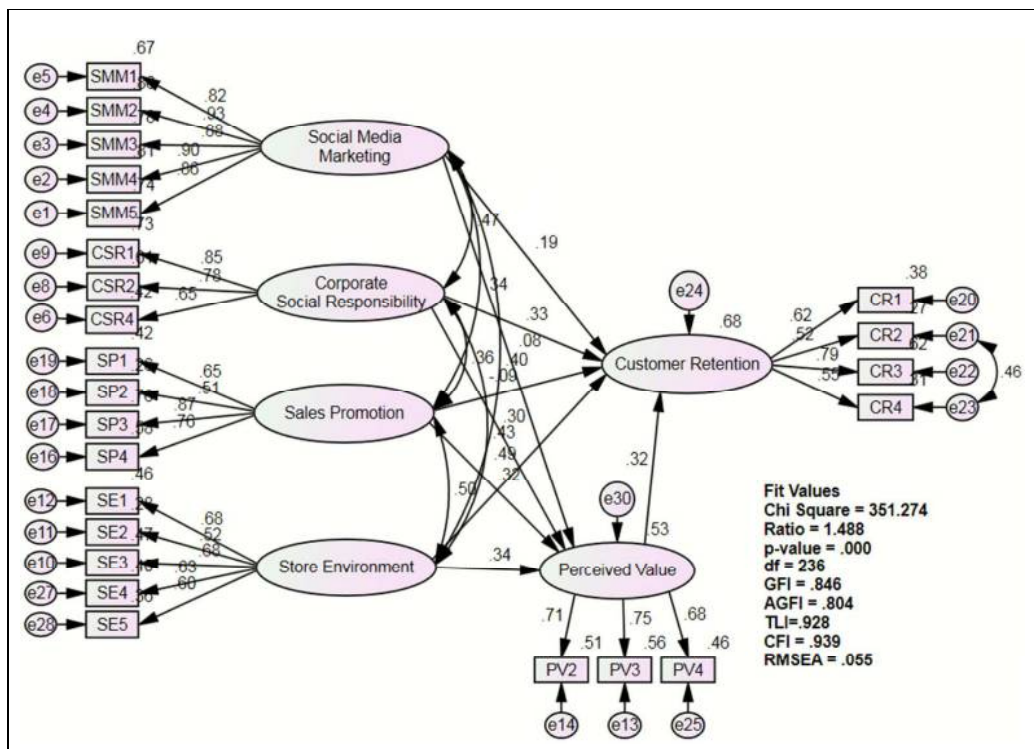 .67
e5
SMM1
e4
SMM2
e3
SMM3
e2
SMM4
e1
SMM5
.82
.93
.88
.90
.86
.74
Social Media
Marketing
.73
e9
CSR1
e8
CSR2
e6
CSR4
.85
.78
.65
.42
.42
Corporate
Social Responsibility
e19
SP1
e18
SP2
e17
SP3
e16
SP4
.65
.51
.87
.76
Sales Promotion
.46
e12
SE1
e11
SE2
e10
SE3
e27
SE4
e28
SE5
.68
.52
.68
.63
.60
Store Environment
.47
.34
.19
.33
.08
.36
.40
-.09
.30
.43
.49
.32
.50
.34
e24
.68
Customer Retention
.62
.52
.79
.55
.38
CR1
e20
.27
CR2
e21
.62
CR3
e22
.31
CR4
e23
.46
.32
e30
.53
Perceived Value
.71
.75
.68
.51
.56
.46
PV2
PV3
PV4
e14
e13
e25
Fit Values
Chi Square = 351.274
Ratio = 1.488
p-value = .000
df = 236
GFI = .846
AGFI = .804
TLI=.928
CFI = .939
RMSEA = .055